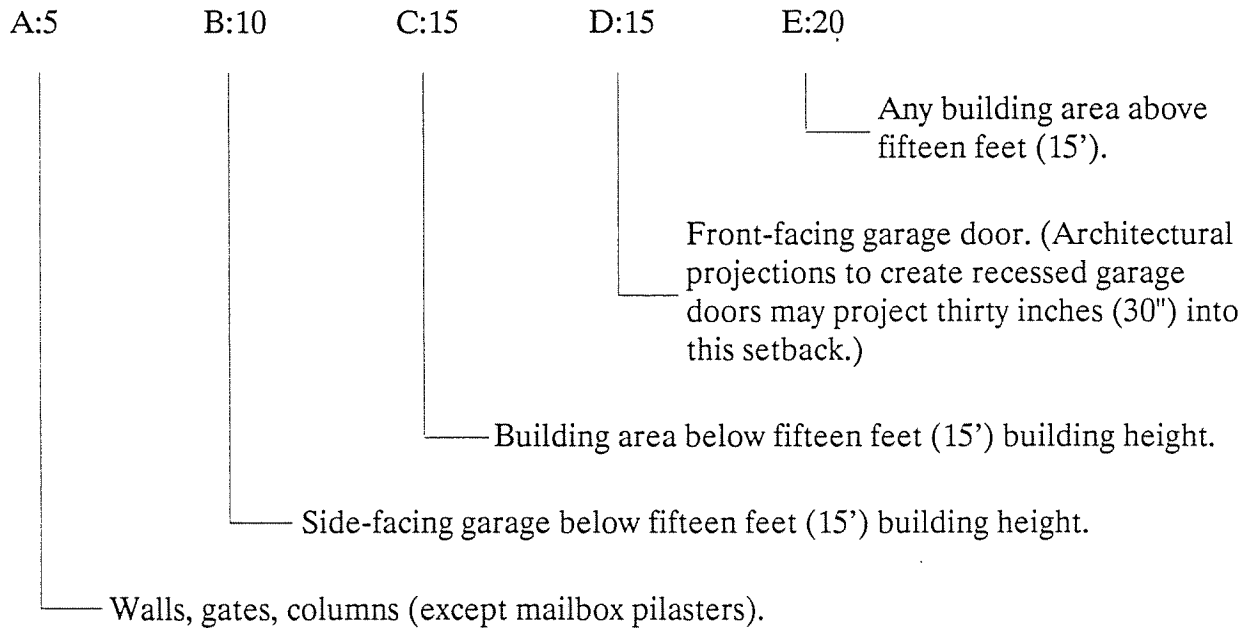 A:5 B:10 C:15 D:15 E:20
Any building area above
fifteen feet (15').
Front-facing garage door. (Architectural
projections to create recessed garage
doors may project thirty inches (30") into
this setback.)
Building area below fifteen feet (15') building height.
Side-facing garage below fifteen feet (15') building height.
Walls, gates, columns (except mailbox pilasters).